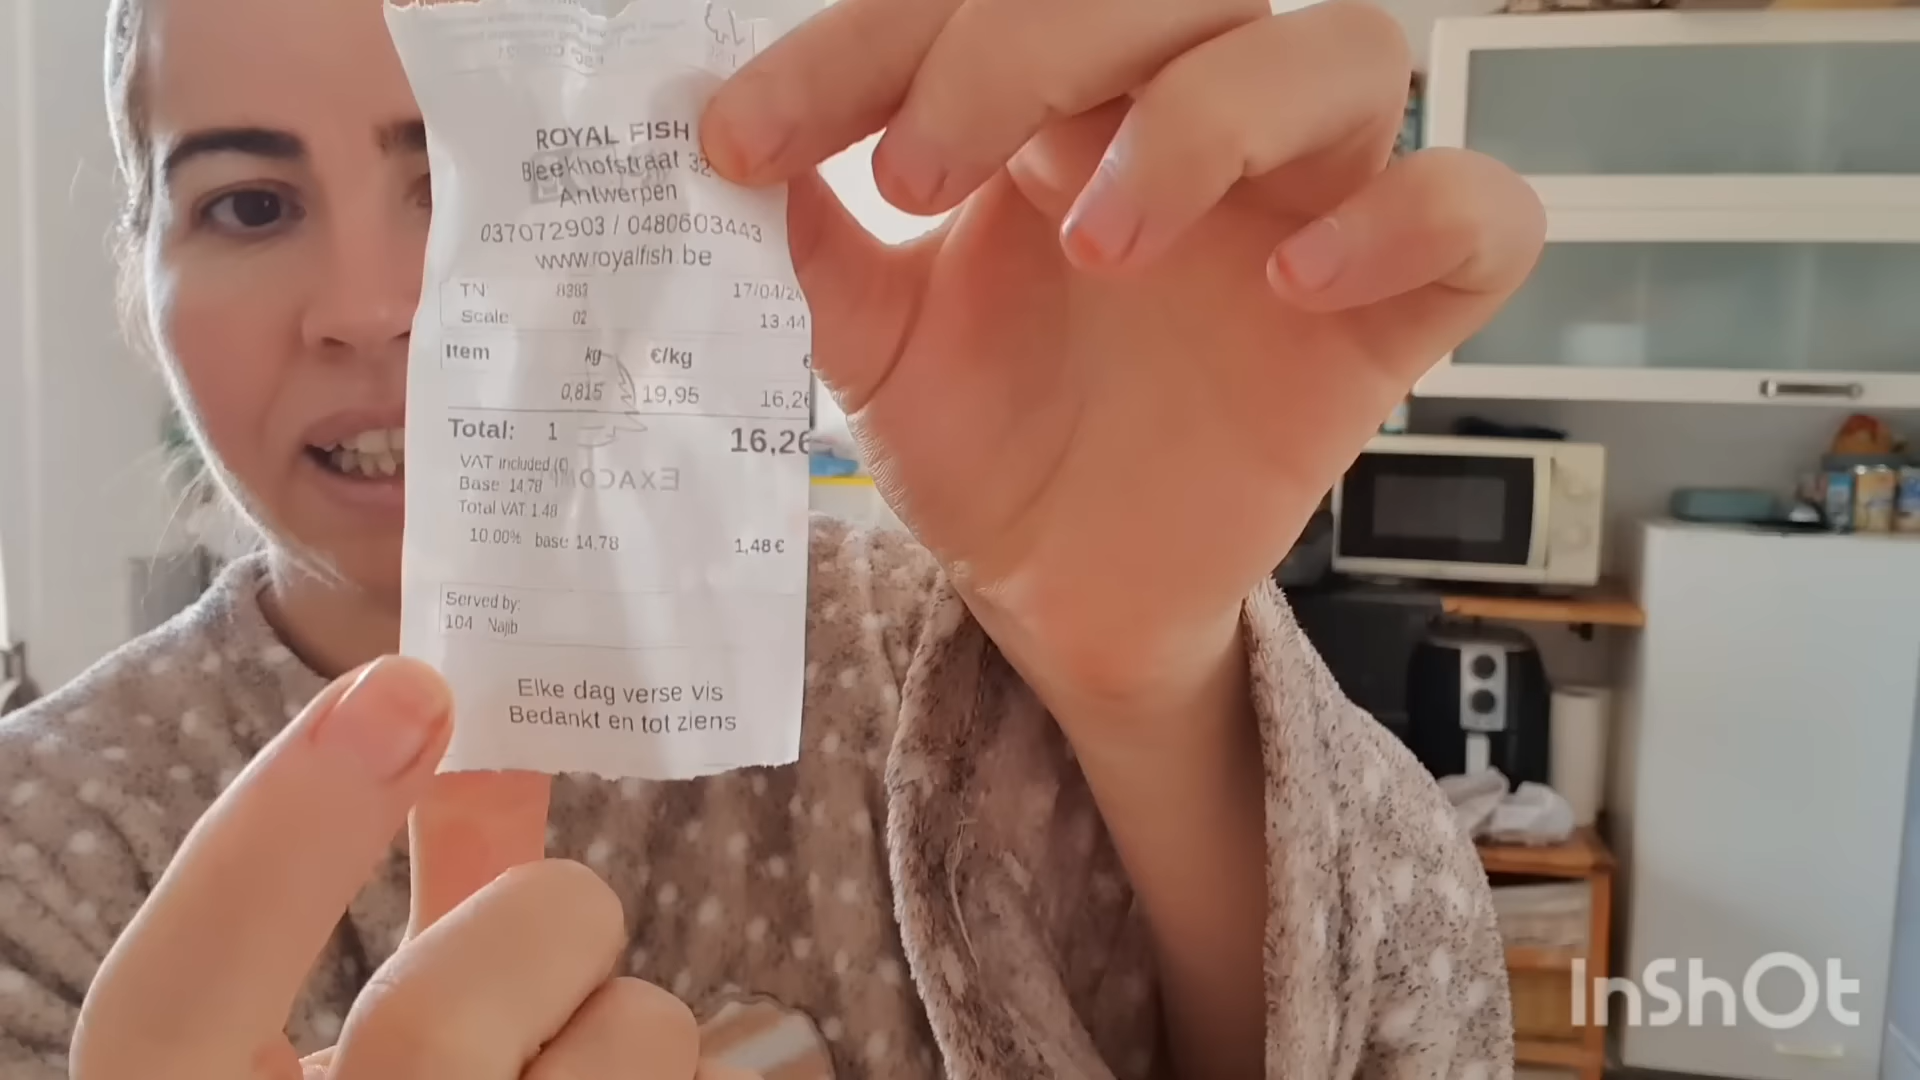 ROYAL FISH
Bleekhofstraat 32
Antwerpen
037072903 / 0480603443
www.royalfish.be
TN 8383 17/04/24
Scale 02 13:44
Item kg €/kg €
0,815 19,95 16,26
Total: 1 16,26
VAT included (
Base 14.78
Total VAT 1.48
10.00% base 14.78 1,48 €
Served by:
104 Najib
Elke dag verse vis
Bedankt en tot ziens
InShOt